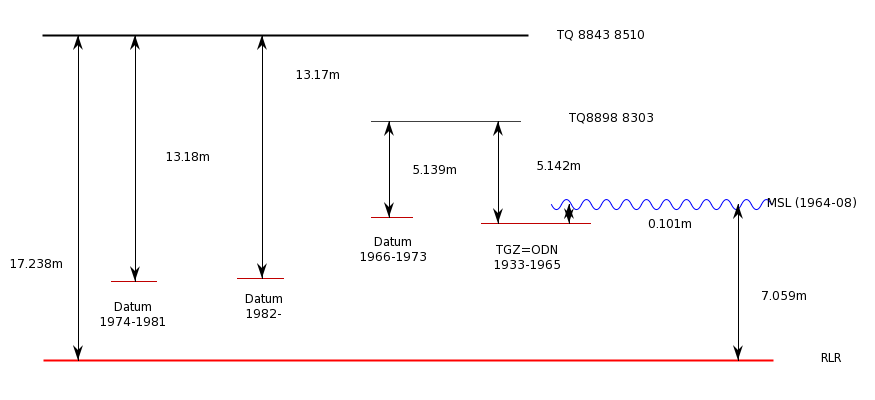 TQ 8843 8510
13.17m
TQ8898 8303
13.18m
5.139m
5.142m
MSL (1964-08)
0.101m
Datum
1966-1973
TGZ=ODN
1933-1965
17.238m
7.059m
Datum
1974-1981
Datum
1982-
RLR